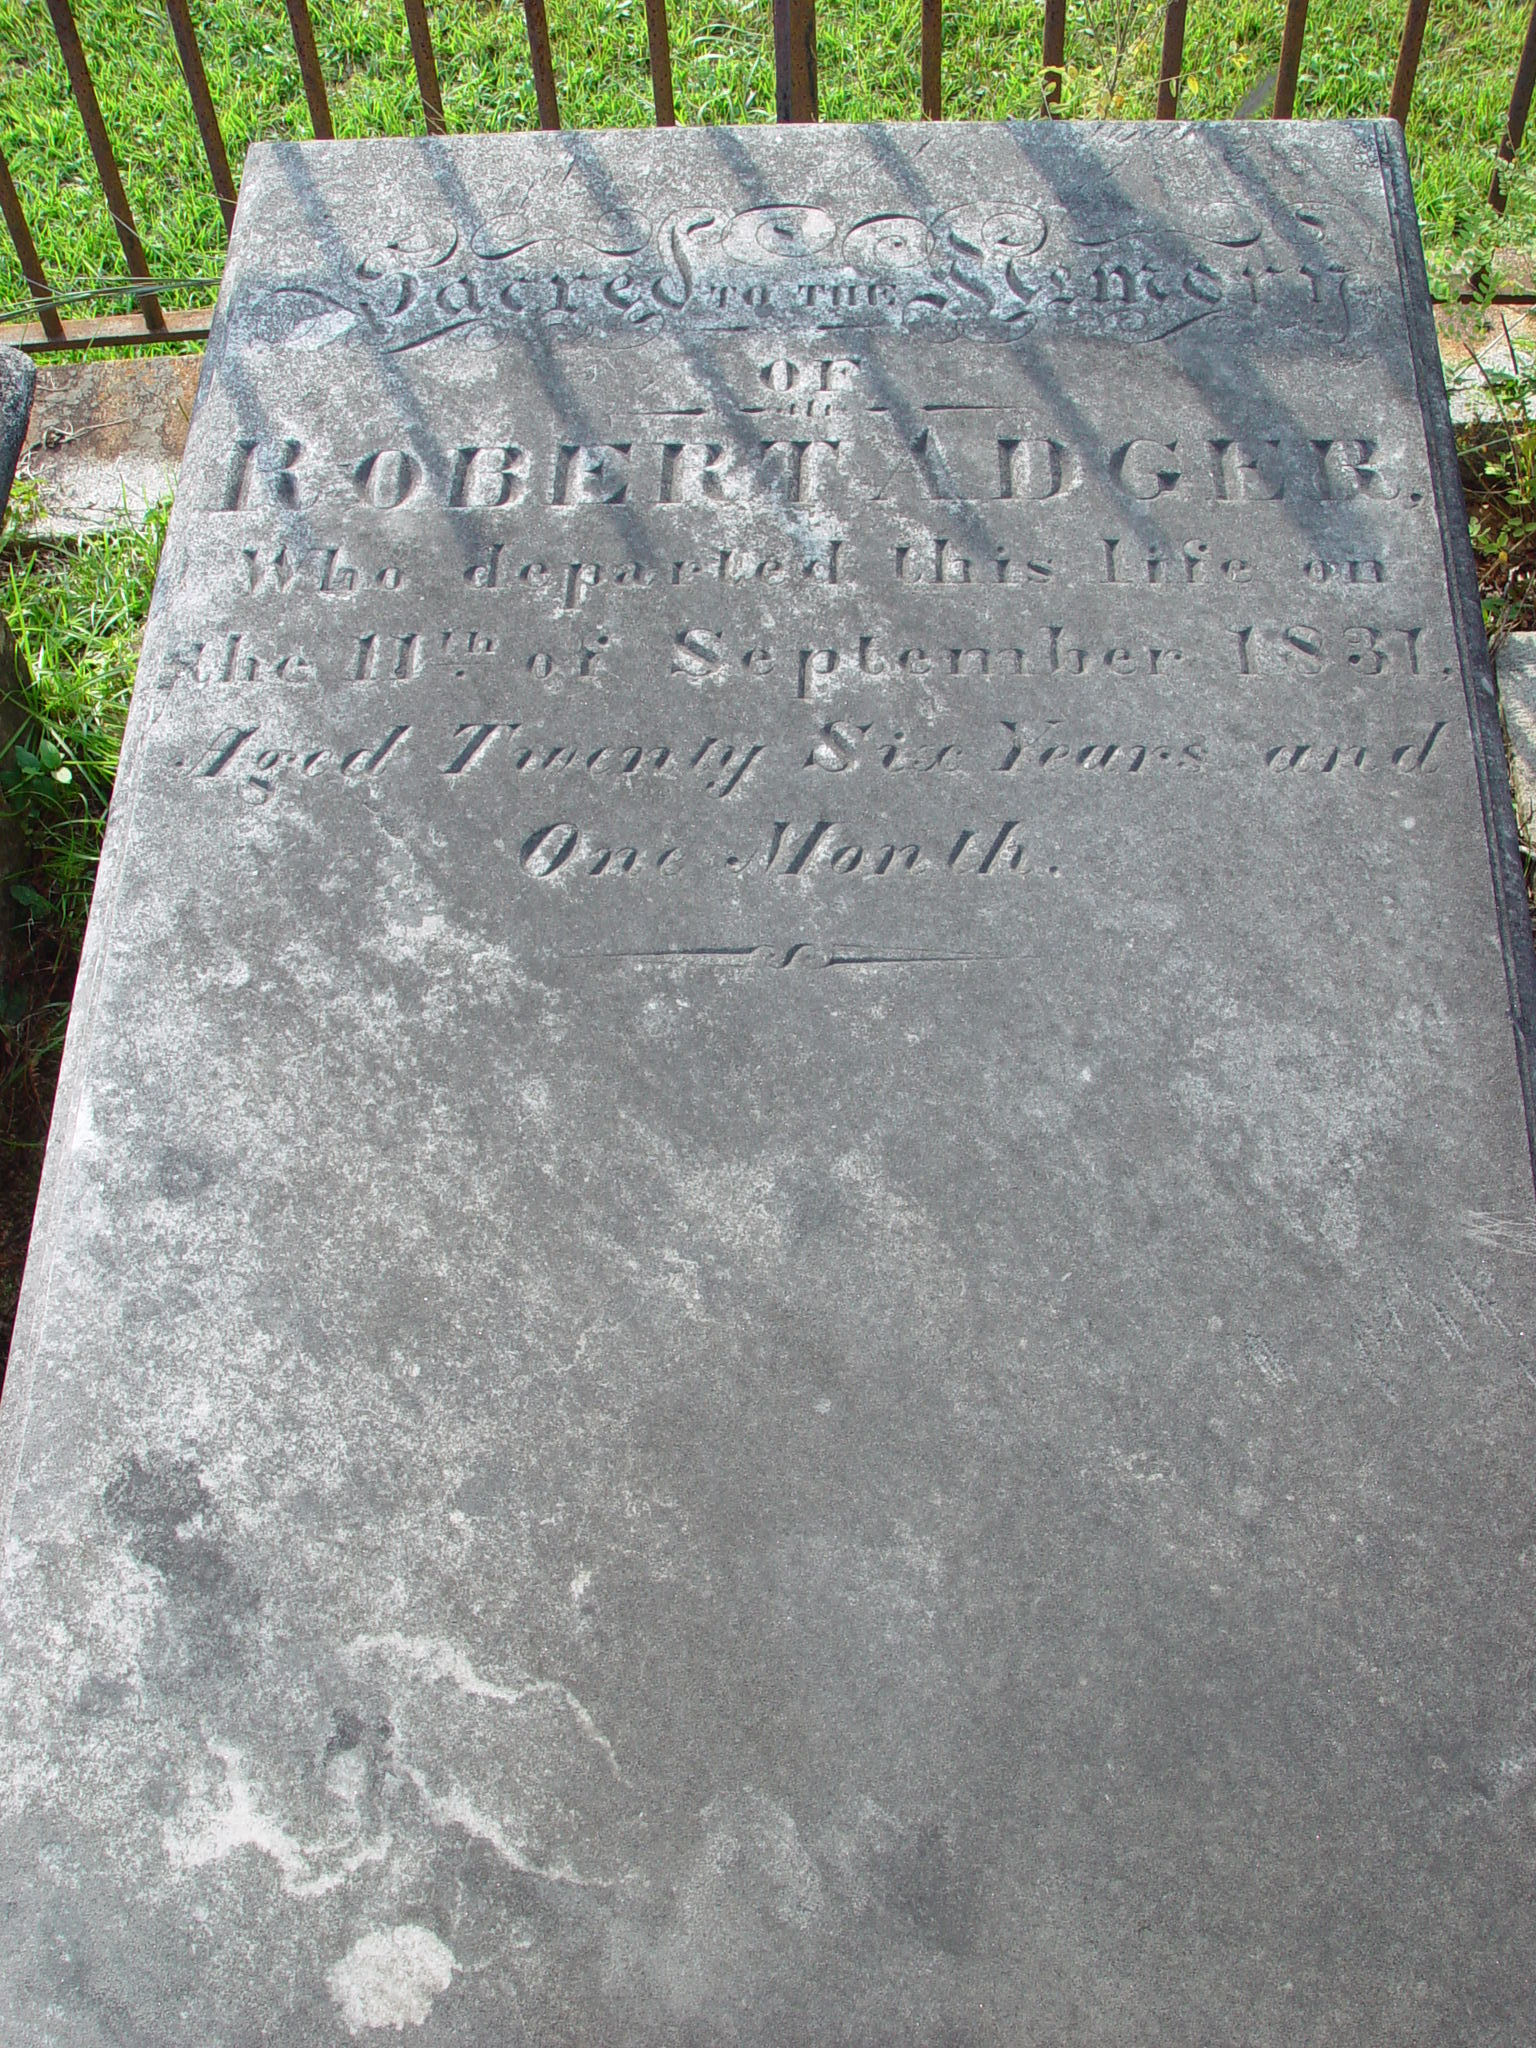 Sacred TO THE Memory
OF
ROBERT ADGER,
Who departed this life on
the 11th. of September 1831,
Aged Twenty Six Years and
One Month.